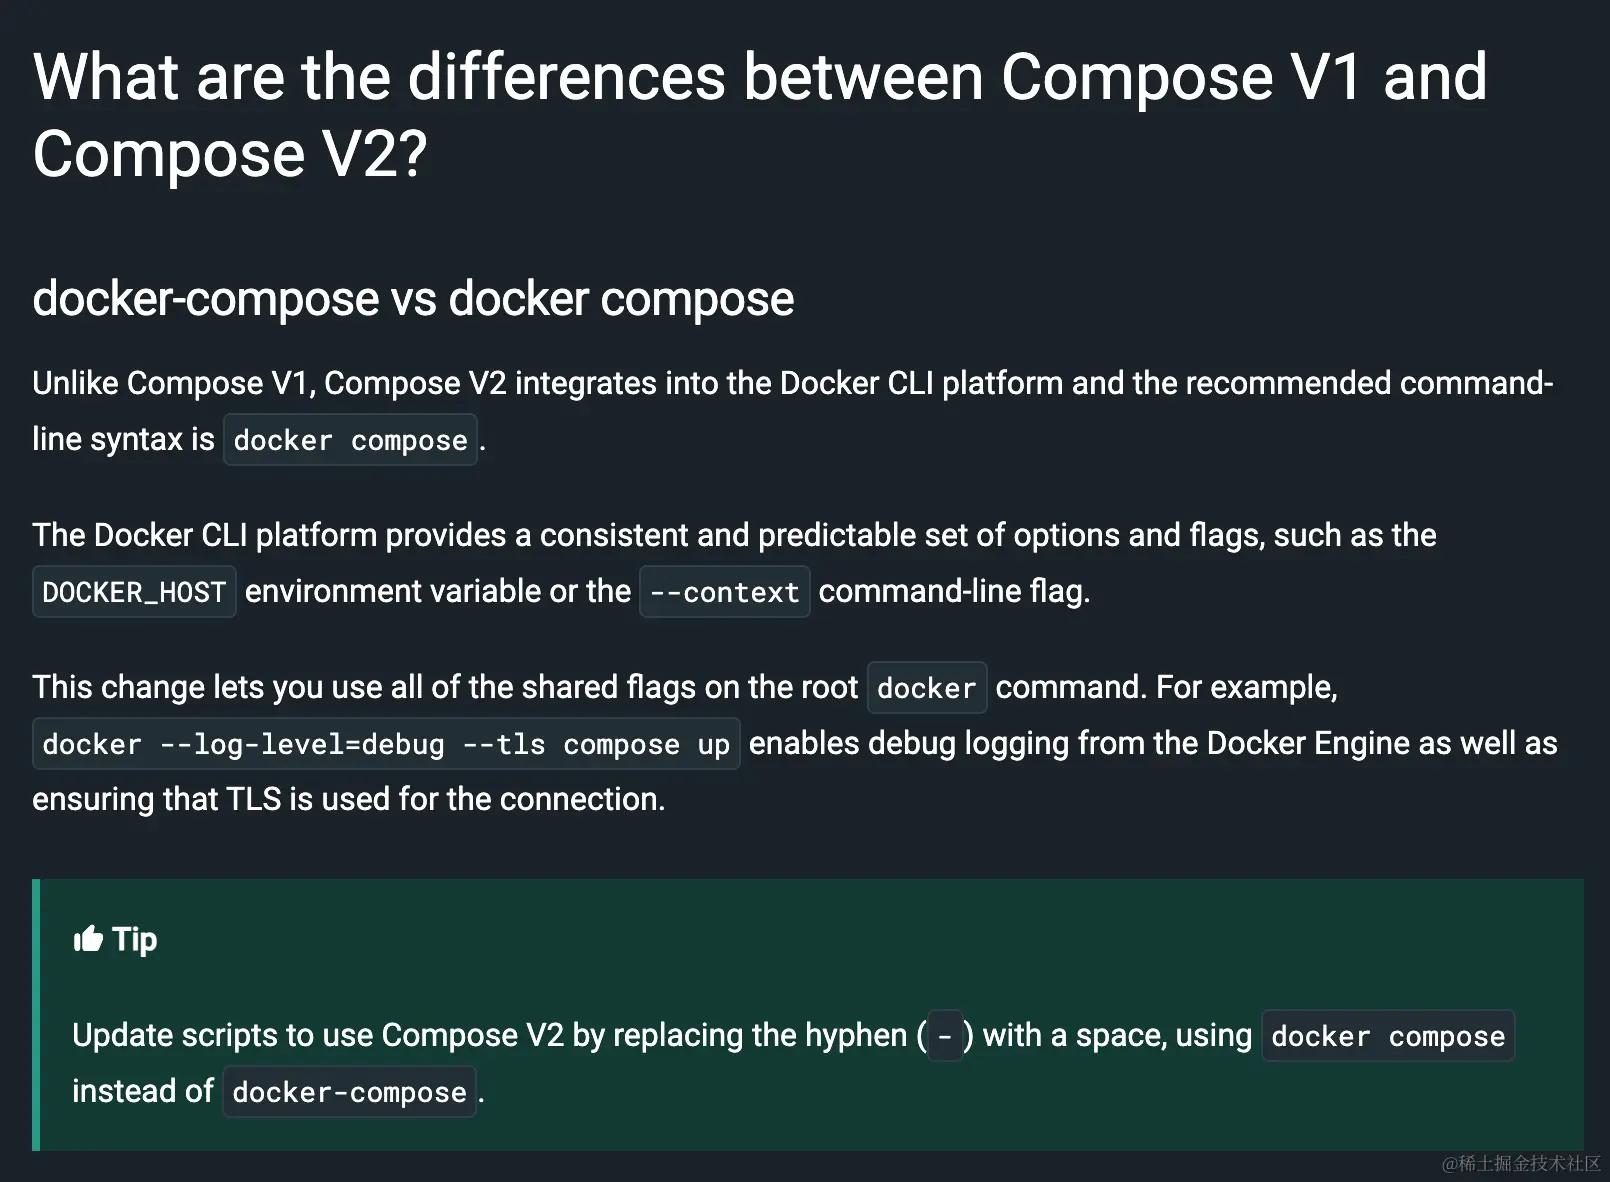 What are the differences between Compose V1 and
Compose V2?
docker-compose vs docker compose
Unlike Compose V1, Compose V2 integrates into the Docker CLI platform and the recommended command-
line syntax is docker compose.
The Docker CLI platform provides a consistent and predictable set of options and flags, such as the
DOCKER_HOST environment variable or the --context command-line flag.
This change lets you use all of the shared flags on the root docker command. For example,
docker --log-level=debug --tls compose up enables debug logging from the Docker Engine as well as
ensuring that TLS is used for the connection.
Tip
Update scripts to use Compose V2 by replacing the hyphen (-) with a space, using docker compose
instead of docker-compose.
@稀土掘金技术社区